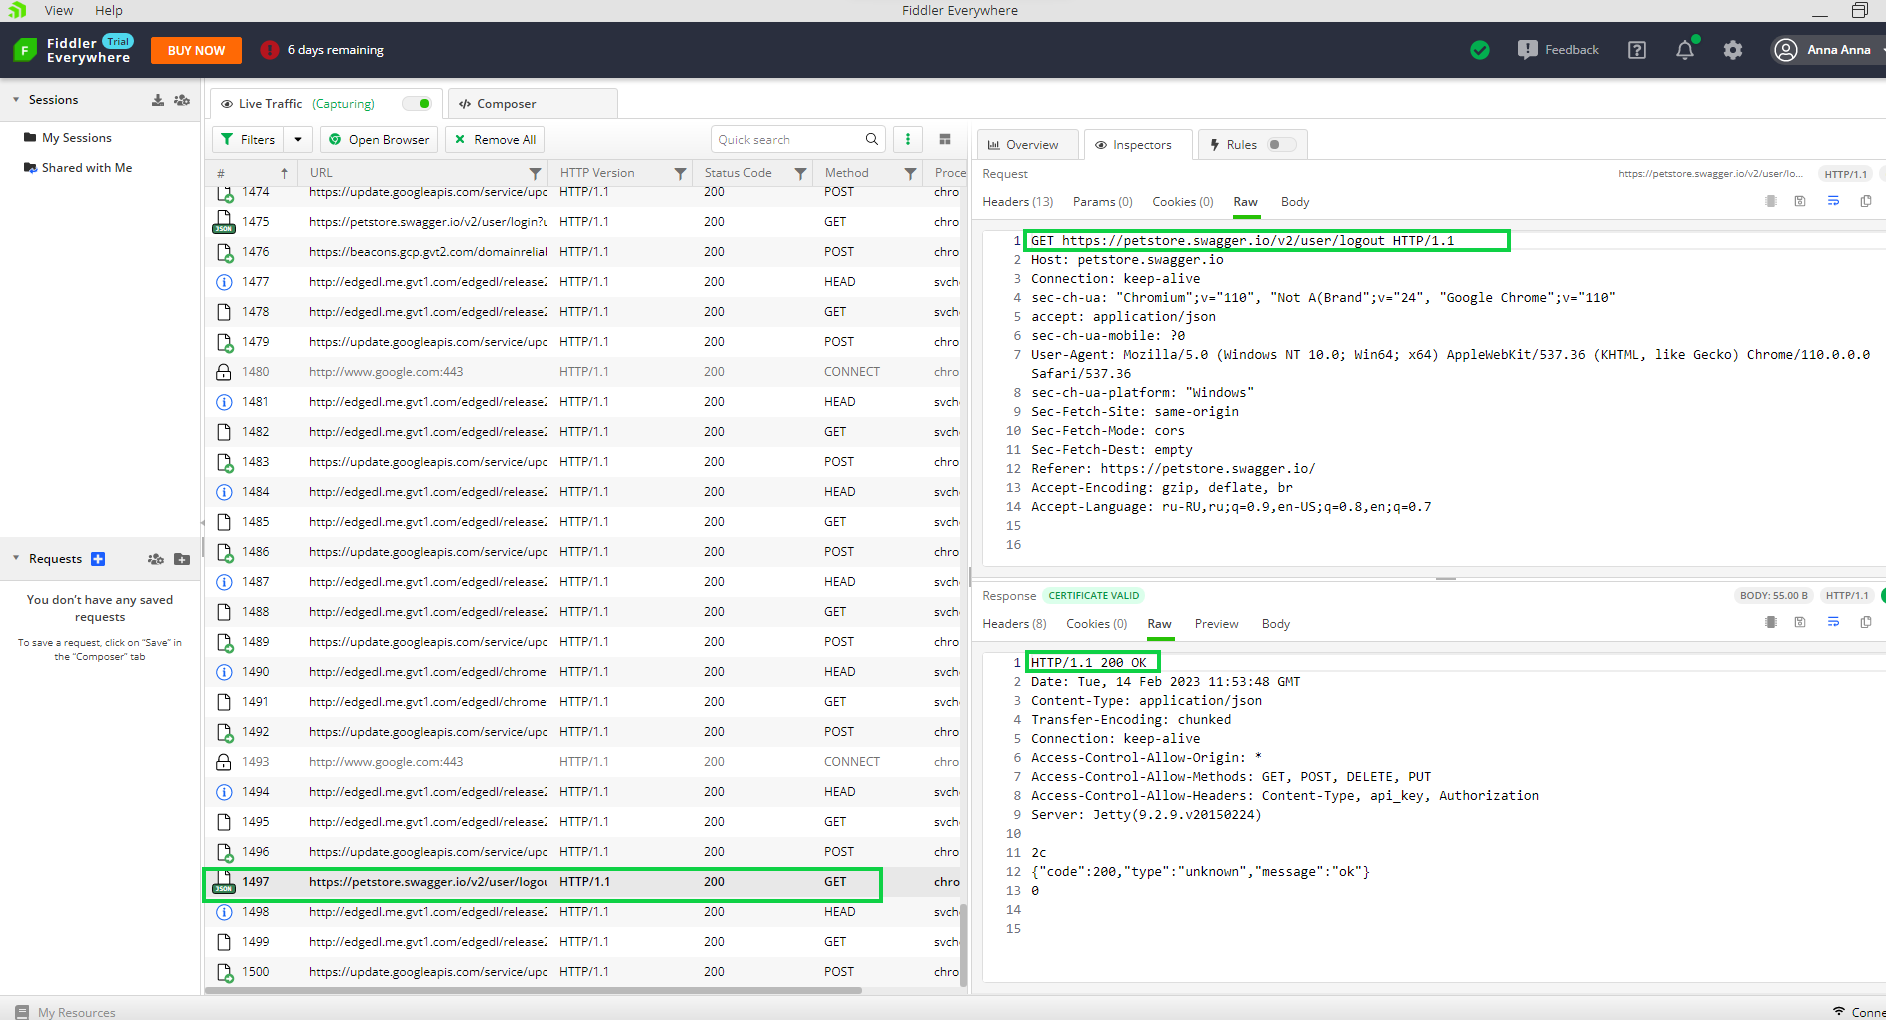 View Help Fiddler Everywhere
Fiddler Everywhere Trial BUY NOW 6 days remaining Feedback Anna Anna
Sessions
My Sessions
Shared with Me
Requests
You don't have any saved
requests
To save a request, click on "Save" in
the "Composer" tab
Live Traffic (Capturing) Composer
Filters Open Browser Remove All Quick search
# URL HTTP Version Status Code Method Proce
1474 https://update.googleapis.com/service/upd HTTP/1.1 200 POST chro
1475 https://petstore.swagger.io/v2/user/login?u HTTP/1.1 200 GET chro
JSON
1476 https://beacons.gcp.gvt2.com/domainrelial HTTP/1.1 200 POST chro
1477 http://edgedl.me.gvt1.com/edgedl/release2 HTTP/1.1 200 HEAD svch
1478 http://edgedl.me.gvt1.com/edgedl/release2 HTTP/1.1 200 GET svch
1479 https://update.googleapis.com/service/upd HTTP/1.1 200 POST chro
1480 http://www.google.com:443 HTTP/1.1 200 CONNECT chro
1481 http://edgedl.me.gvt1.com/edgedl/release2 HTTP/1.1 200 HEAD svch
1482 http://edgedl.me.gvt1.com/edgedl/release2 HTTP/1.1 200 GET svch
1483 https://update.googleapis.com/service/upd HTTP/1.1 200 POST chro
1484 http://edgedl.me.gvt1.com/edgedl/release2 HTTP/1.1 200 HEAD svch
1485 http://edgedl.me.gvt1.com/edgedl/release2 HTTP/1.1 200 GET svch
1486 https://update.googleapis.com/service/upd HTTP/1.1 200 POST chro
1487 http://edgedl.me.gvt1.com/edgedl/release2 HTTP/1.1 200 HEAD svch
1488 http://edgedl.me.gvt1.com/edgedl/release2 HTTP/1.1 200 GET svch
1489 https://update.googleapis.com/service/upd HTTP/1.1 200 POST chro
1490 http://edgedl.me.gvt1.com/edgedl/chrome HTTP/1.1 200 HEAD svch
1491 http://edgedl.me.gvt1.com/edgedl/chrome HTTP/1.1 200 GET svch
1492 https://update.googleapis.com/service/upd HTTP/1.1 200 POST chro
1493 http://www.google.com:443 HTTP/1.1 200 CONNECT chro
1494 http://edgedl.me.gvt1.com/edgedl/release2 HTTP/1.1 200 HEAD svch
1495 http://edgedl.me.gvt1.com/edgedl/release2 HTTP/1.1 200 GET svch
1496 https://update.googleapis.com/service/upd HTTP/1.1 200 POST chro
1497 https://petstore.swagger.io/v2/user/logou HTTP/1.1 200 GET chro
JSON
1498 http://edgedl.me.gvt1.com/edgedl/release2 HTTP/1.1 200 HEAD svch
1499 http://edgedl.me.gvt1.com/edgedl/release2 HTTP/1.1 200 GET svch
1500 https://update.googleapis.com/service/upd HTTP/1.1 200 POST chro
Overview Inspectors Rules
Request https://petstore.swagger.io/v2/user/lo... HTTP/1.1
Headers (13) Params (0) Cookies (0) Raw Body
1 GET https://petstore.swagger.io/v2/user/logout HTTP/1.1
2 Host: petstore.swagger.io
3 Connection: keep-alive
4 sec-ch-ua: "Chromium";v="110", "Not A(Brand";v="24", "Google Chrome";v="110"
5 accept: application/json
6 sec-ch-ua-mobile: ?0
7 User-Agent: Mozilla/5.0 (Windows NT 10.0; Win64; x64) AppleWebKit/537.36 (KHTML, like Gecko) Chrome/110.0.0.0
Safari/537.36
8 sec-ch-ua-platform: "Windows"
9 Sec-Fetch-Site: same-origin
10 Sec-Fetch-Mode: cors
11 Sec-Fetch-Dest: empty
12 Referer: https://petstore.swagger.io/
13 Accept-Encoding: gzip, deflate, br
14 Accept-Language: ru-RU,ru;q=0.9,en-US;q=0.8,en;q=0.7
15
16
Response CERTIFICATE VALID BODY: 55.00 B HTTP/1.1
Headers (8) Cookies (0) Raw Preview Body
1 HTTP/1.1 200 OK
2 Date: Tue, 14 Feb 2023 11:53:48 GMT
3 Content-Type: application/json
4 Transfer-Encoding: chunked
5 Connection: keep-alive
6 Access-Control-Allow-Origin: *
7 Access-Control-Allow-Methods: GET, POST, DELETE, PUT
8 Access-Control-Allow-Headers: Content-Type, api_key, Authorization
9 Server: Jetty(9.2.9.v20150224)
10
11 2c
12 {"code":200,"type":"unknown","message":"ok"}
13 0
14
15
My Resources Conne